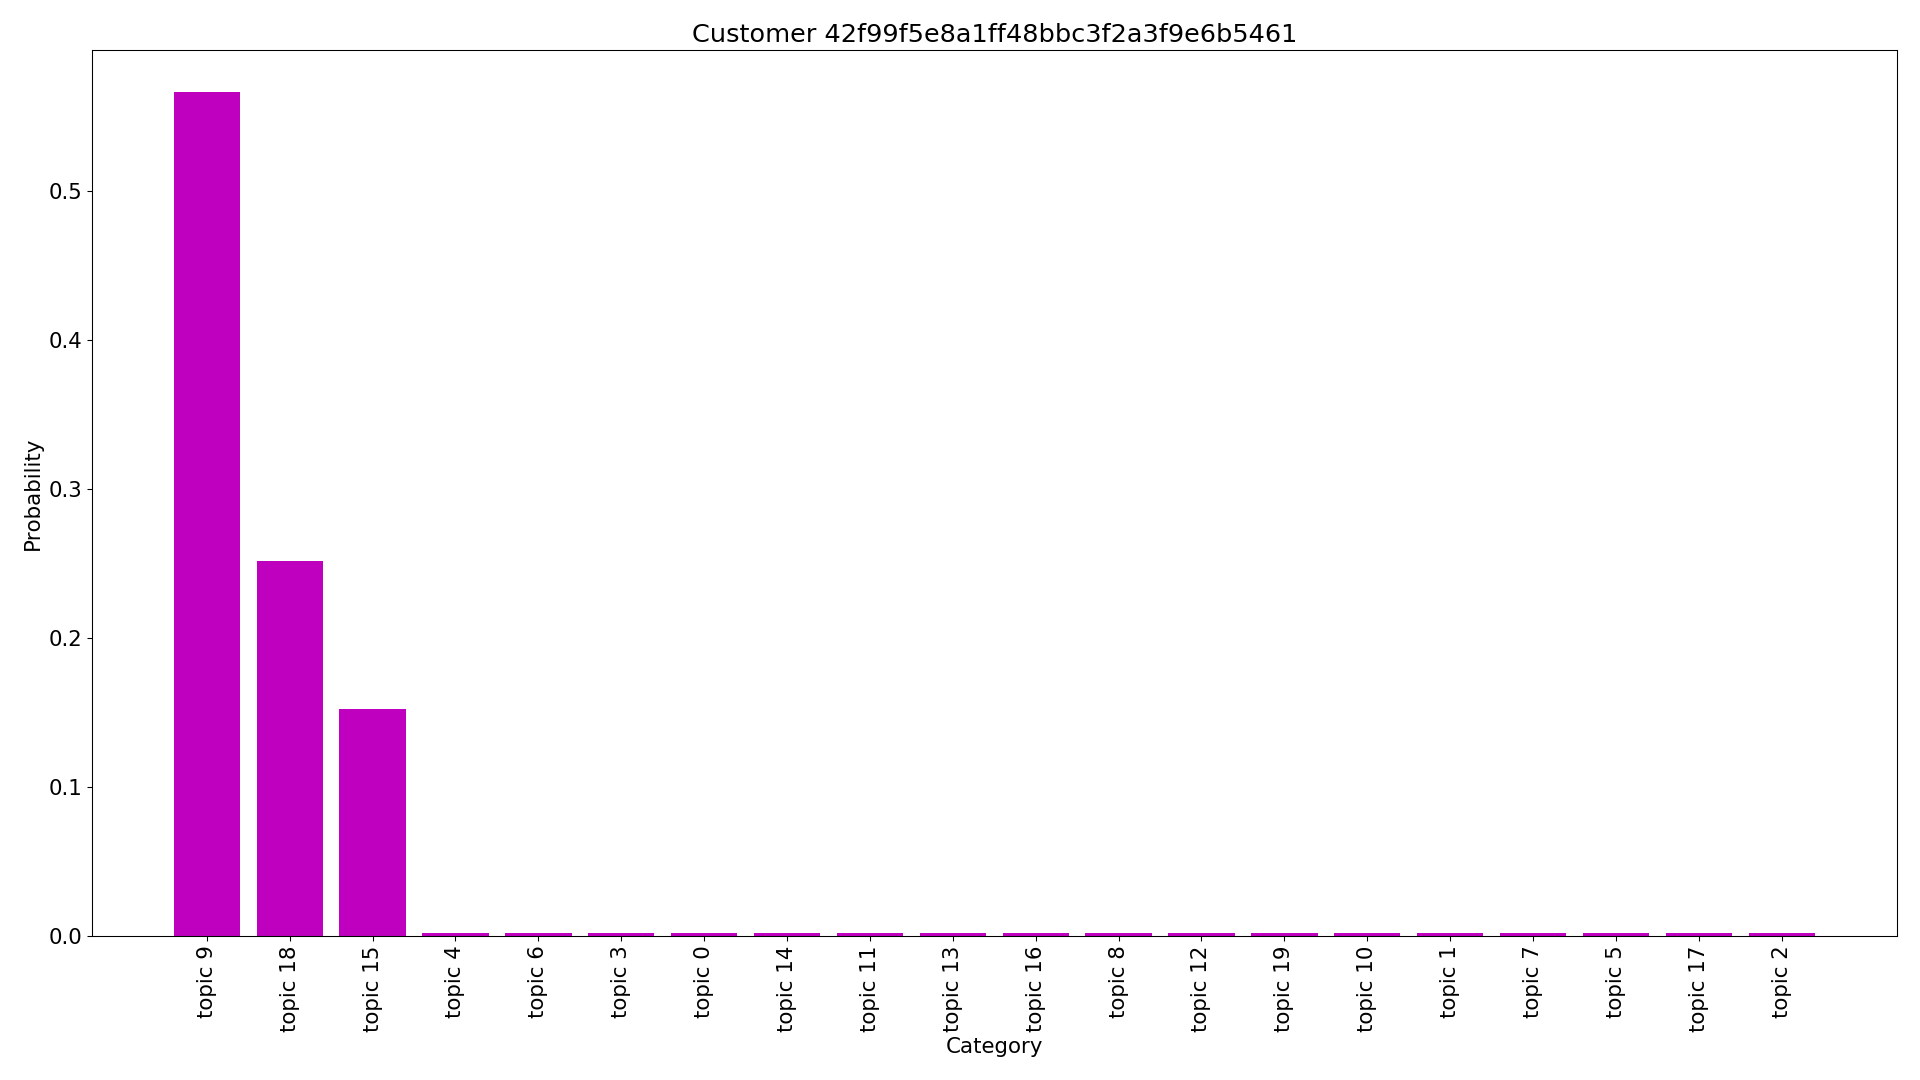 Customer 42f99f5e8a1ff48bbc3f2a3f9e6b5461
Probability
0.5
0.4
0.3
0.2
0.1
0.0
topic 9
topic 18
topic 15
topic 4
topic 6
topic 3
topic 0
topic 14
topic 11
topic 13
topic 16
topic 8
topic 12
topic 19
topic 10
topic 1
topic 7
topic 5
topic 17
topic 2
Category